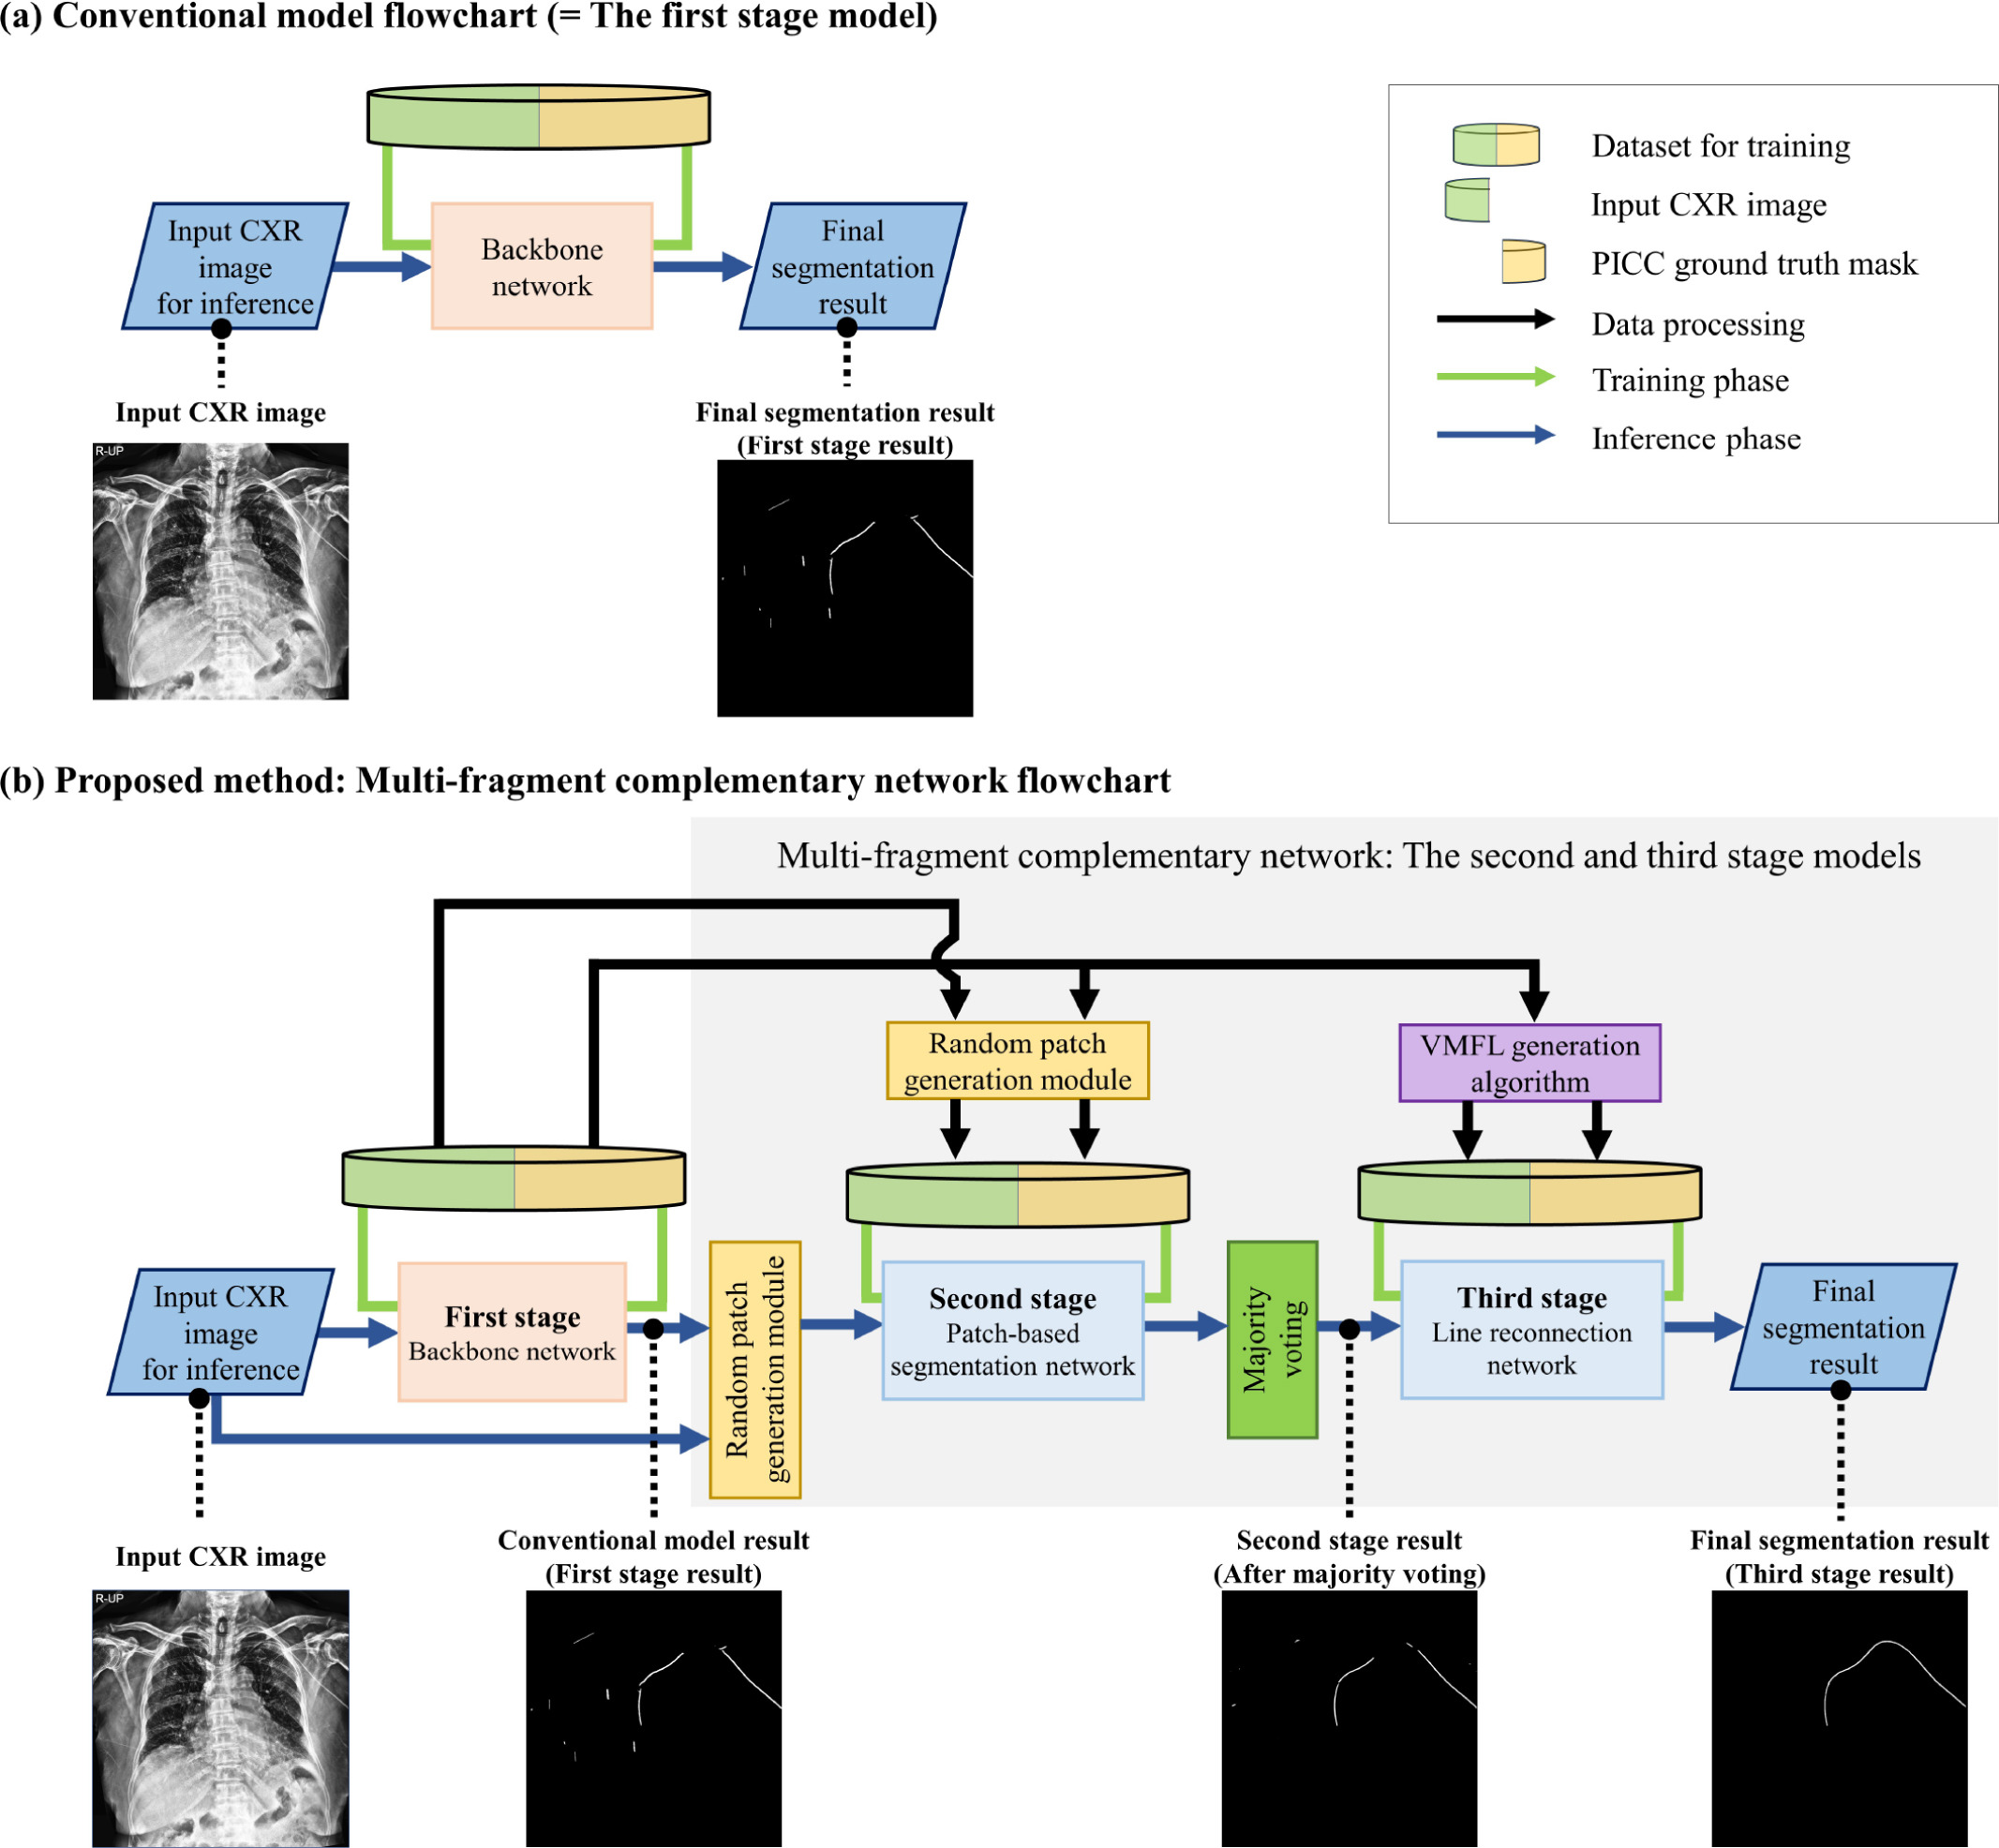 (a) Conventional model flowchart (= The first stage model)
Input CXR
image
for inference
Backbone
network
Final
segmentation
result
Input CXR image
R-UP
Final segmentation result
(First stage result)
Dataset for training
Input CXR image
PICC ground truth mask
Data processing
Training phase
Inference phase
(b) Proposed method: Multi-fragment complementary network flowchart
Multi-fragment complementary network: The second and third stage models
Random patch
generation module
VMFL generation
algorithm
Input CXR
image
for inference
First stage
Backbone network
Random patch
generation module
Second stage
Patch-based
segmentation network
Majority
voting
Third stage
Line reconnection
network
Final
segmentation
result
Input CXR image
R-UP
Conventional model result
(First stage result)
Second stage result
(After majority voting)
Final segmentation result
(Third stage result)